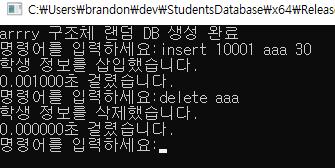 C:\Users\brandon\dev\StudentsDatabase\x64\Releas
arrry 구조체 랜덤 DB 생성 완료
명령어를 입력하세요:insert 10001 aaa 30
학생 정보를 삽입했습니다.
0.001000초 걸렸습니다.
명령어를 입력하세요:delete aaa
학생 정보를 삭제했습니다.
0.000000초 걸렸습니다.
명령어를 입력하세요: